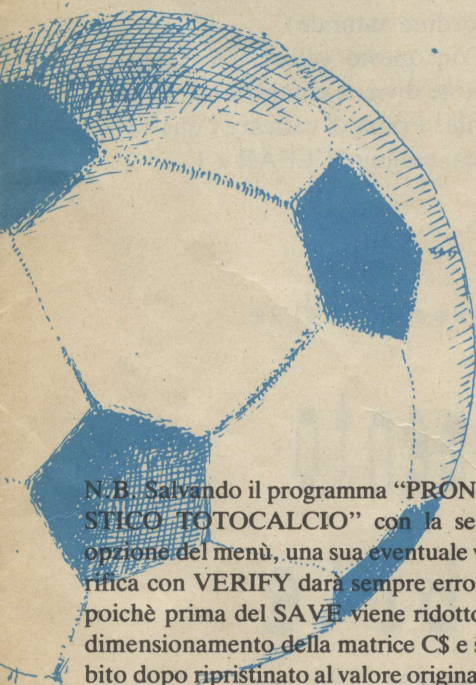 N.B. Salvando il programma “PRON
STICO TOTOCALCIO” con la se
opzione del menù, una sua eventuale v
rifica con VERIFY darà sempre erro
poichè prima del SAVE viene ridotto
dimensionamento della matrice C$ e s
bito dopo ripristinato al valore origina